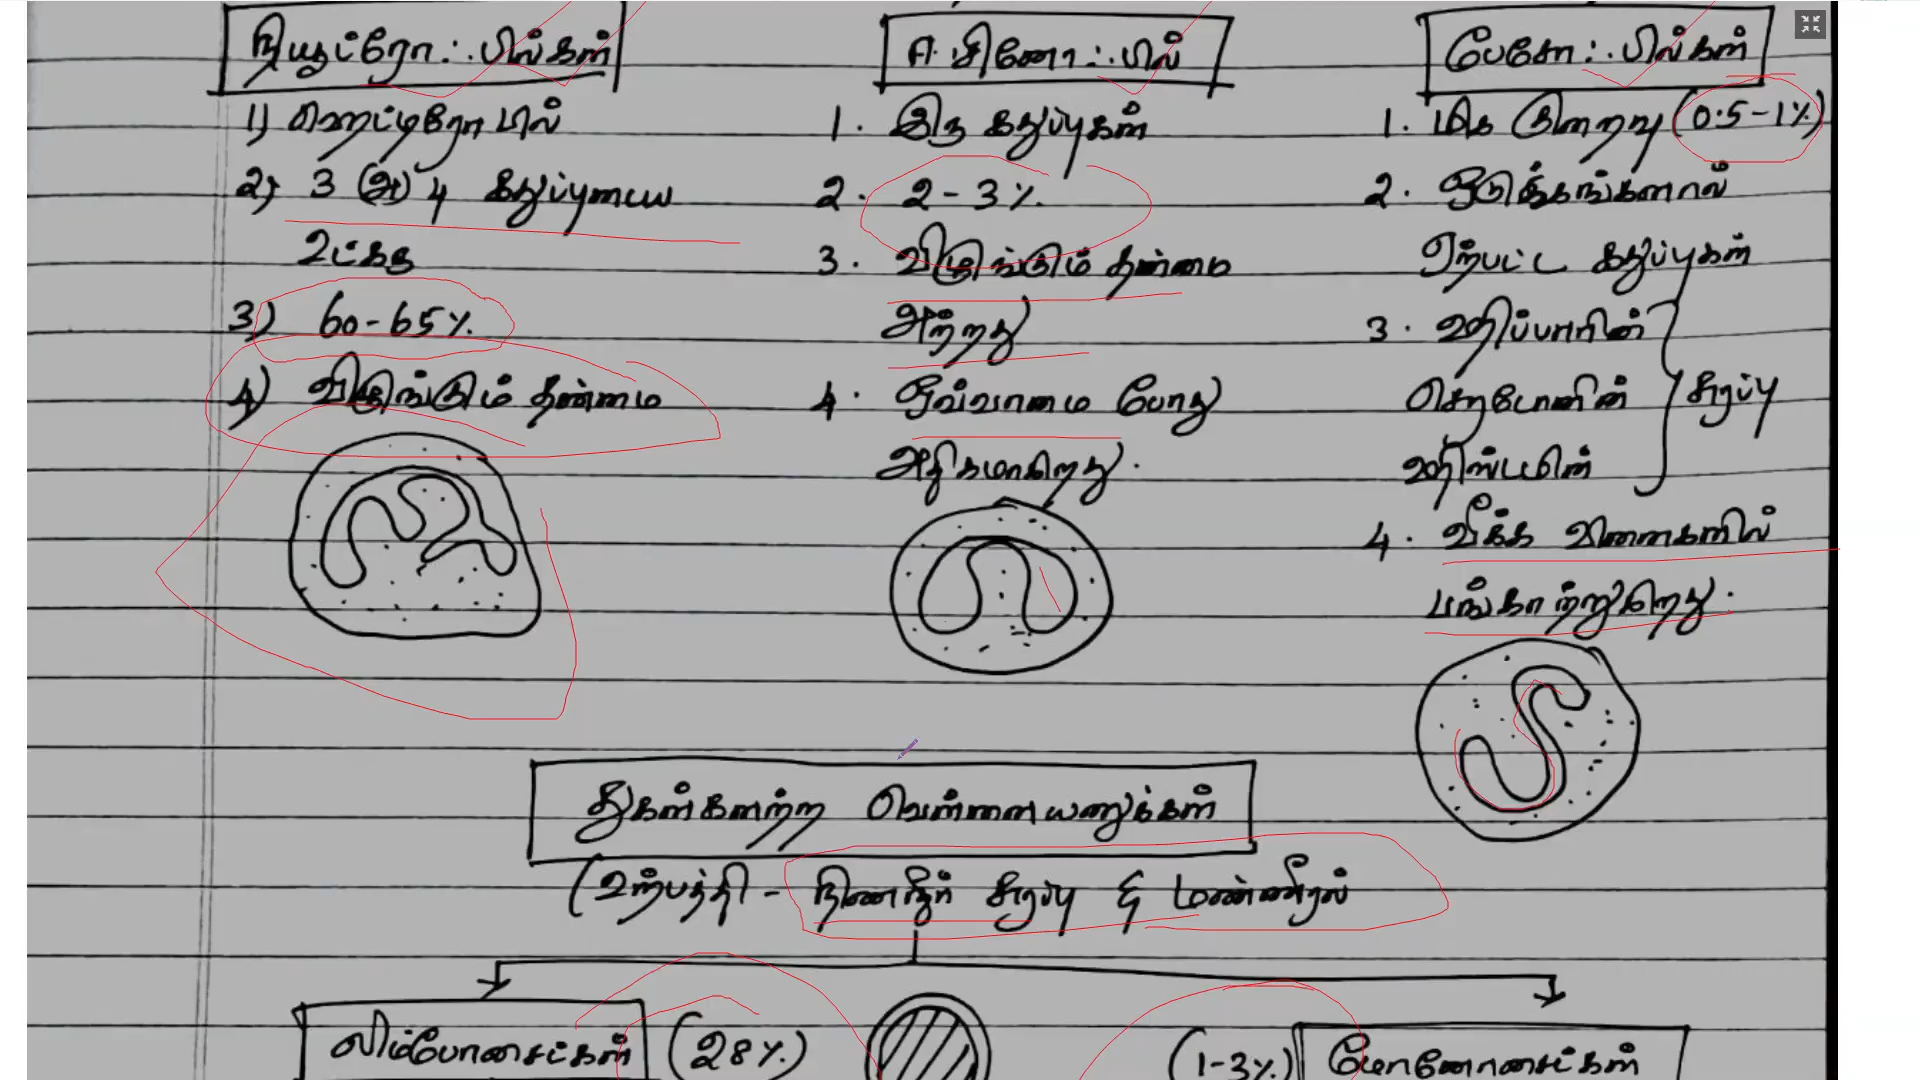 நியூட்ரோஃபில்கள்
1) ஹெட்டிரோபில்
2) 3 (அ) 4 கதுப்புடைய
உட்கரு
3) 60-65%.
4) விழுங்கும் தன்மை
ஈசினோஃபில்
1. இரு கதுப்புகள்
2. 2-3%.
3. விழுங்கும் தன்மை
அற்றது
4. ஒவ்வாமை போது
அதிகமாகிறது.
பேசோஃபில்கள்
1. மிக குறைவு (0.5-1%)
2. ஒடுக்கங்களால்
ஏற்பட்ட கதுப்புகள்
3. ஹிப்பாரின்
செரடோனின்
ஹிஸ்டமின்
சுரப்பு
4. வீக்க வினைகளில்
பங்காற்றுகிறது.
துகள்களற்ற வெள்ளையணுக்கள்
(உற்பத்தி - நிணநீர் சுரப்பு & மண்ணீரல்
லிம்போசைட்கள் (28%)
(1-3%) மோனோசைட்கள்